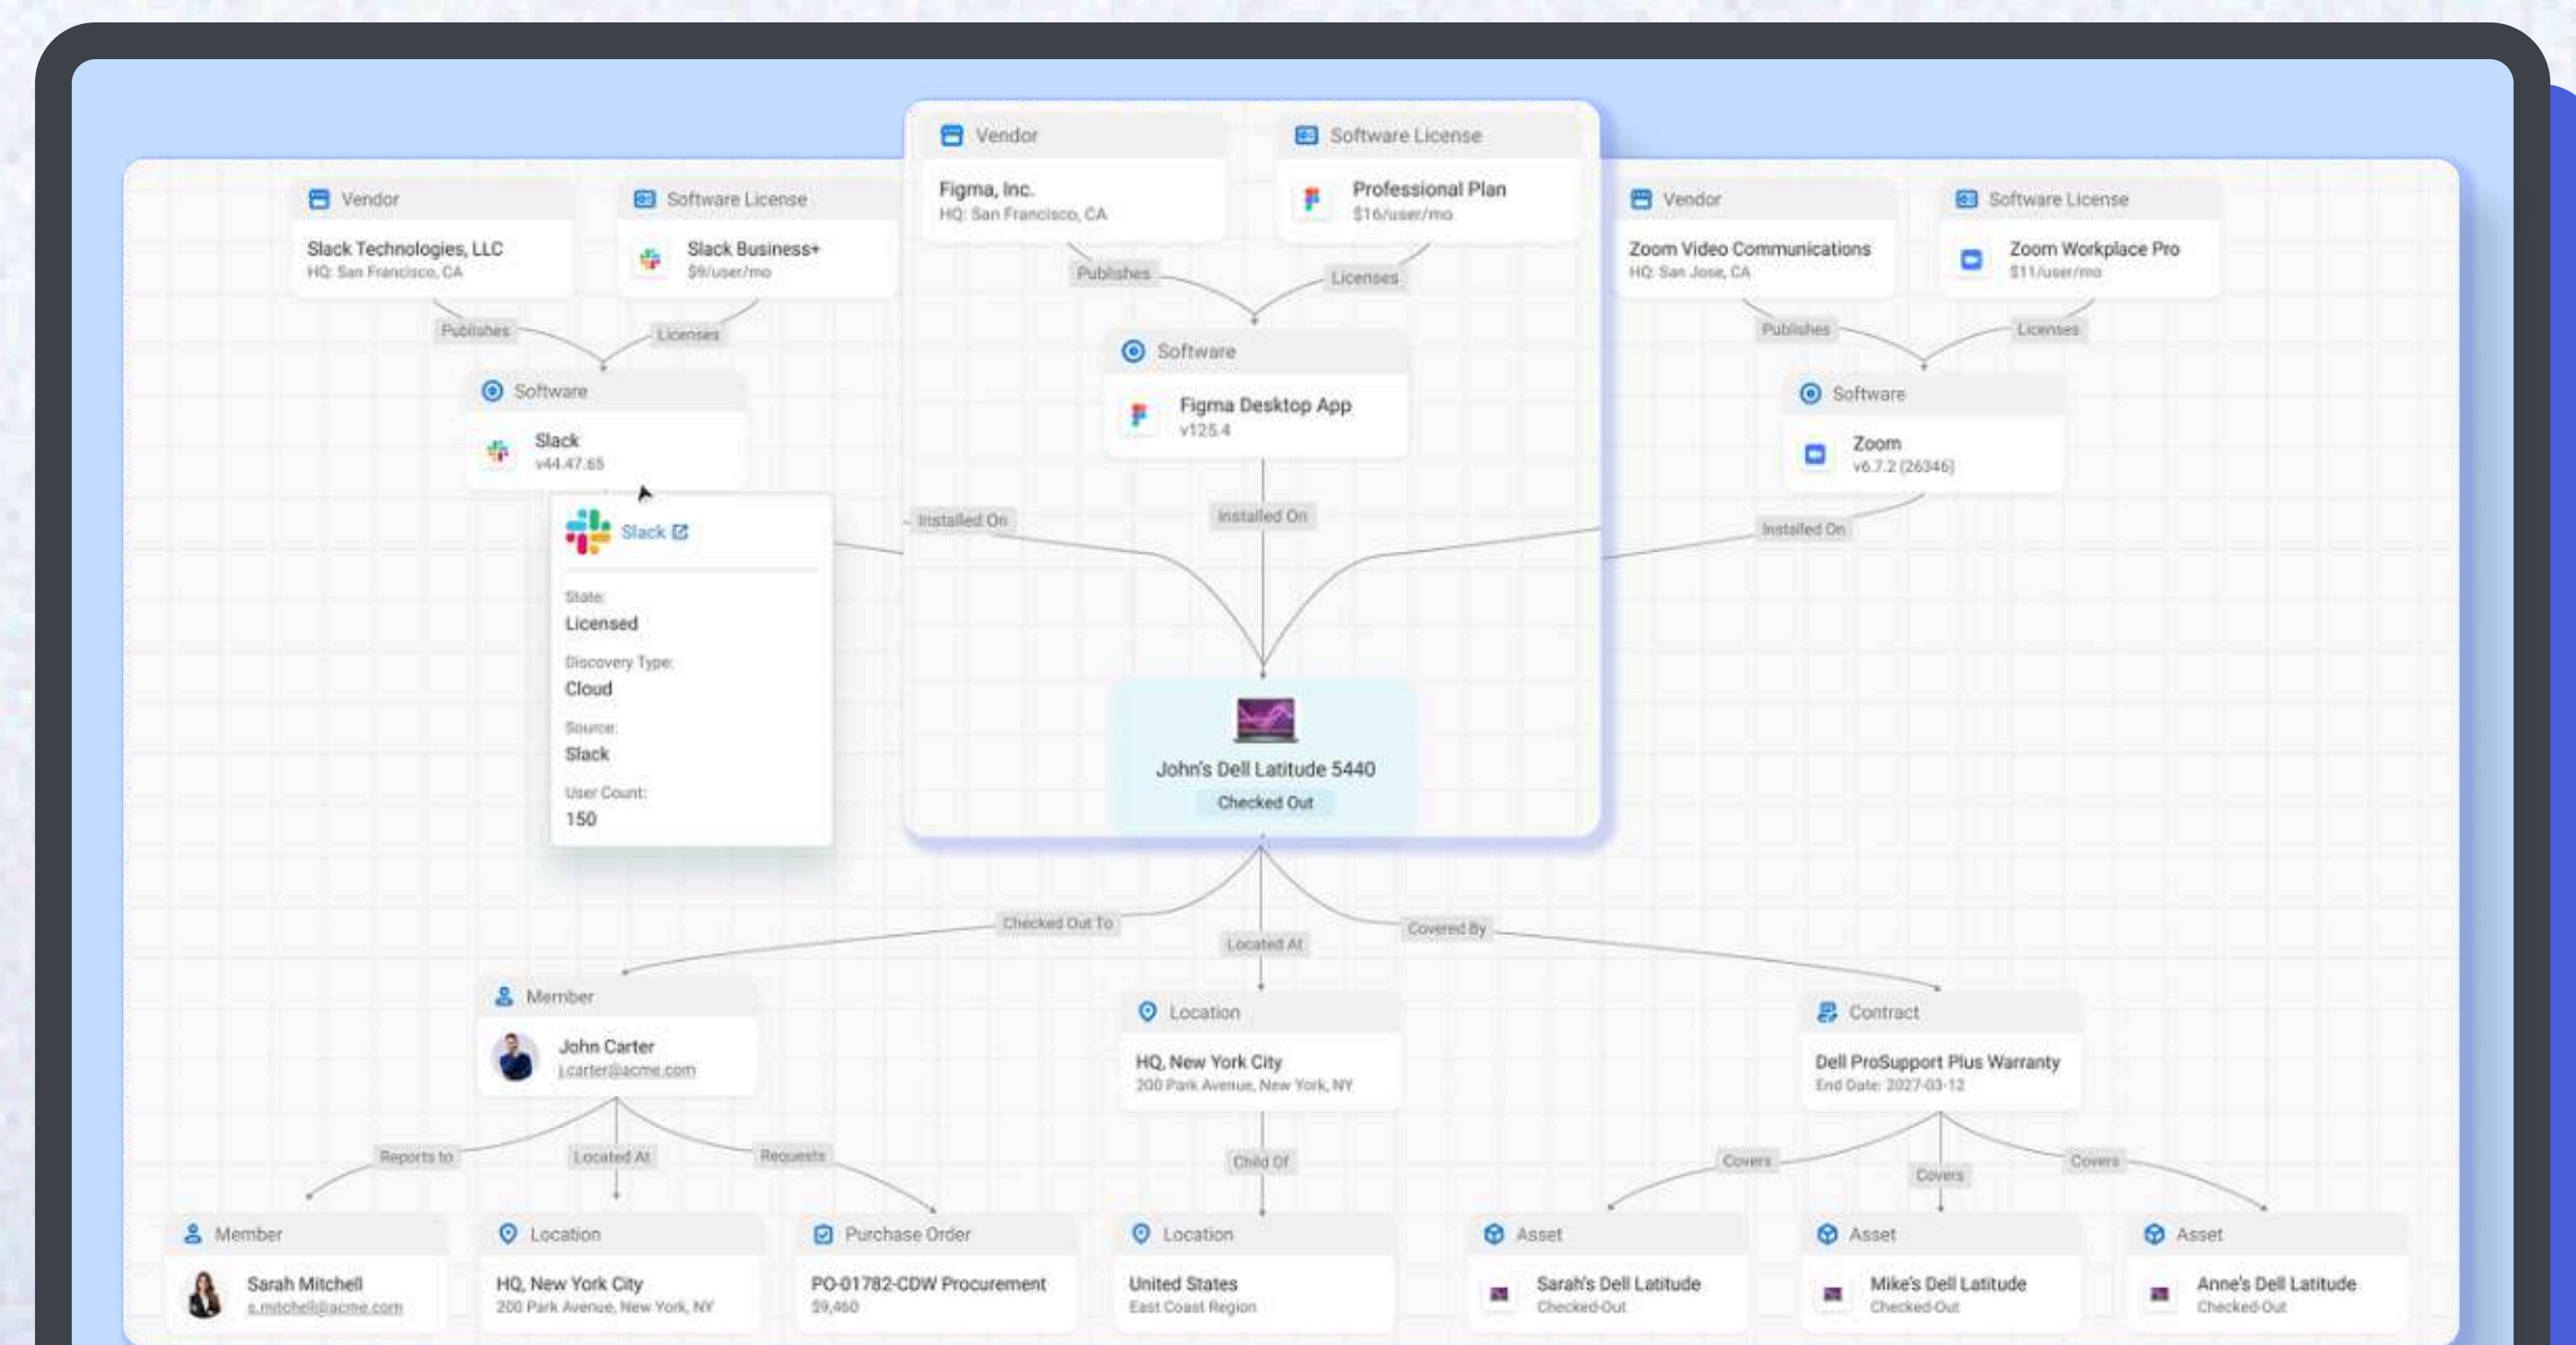 Vendor
Software License
Figma, Inc.
HQ: San Francisco, CA
Professional Plan
$16/user/mo
Publishes
Licenses
Software
Figma Desktop App
v125.4
Installed On
Installed On
John's Dell Latitude 5440
Checked Out
Vendor
Software License
Slack Technologies, LLC
HQ: San Francisco, CA
Slack Business+
$9/user/mo
Publishes
Licenses
Software
Slack
v44.47.65
Slack
State:
Licensed
Discovery Type:
Cloud
Source:
Slack
User Count:
150
Vendor
Software License
Zoom Video Communications
HQ: San Jose, CA
Zoom Workplace Pro
$11/user/mo
Publishes
Licenses
Software
Zoom
v6.7.2 (26346)
Installed On
Checked Out To
Located At
Covered By
Member
John Carter
j.carter@acme.com
Location
HQ, New York City
200 Park Avenue, New York, NY
Contract
Dell ProSupport Plus Warranty
End Date: 2027-03-12
Reports to
Located At
Requests
Child Of
Covers
Covers
Covers
Member
Sarah Mitchell
s.mitchell@acme.com
Location
HQ, New York City
200 Park Avenue, New York, NY
Purchase Order
PO-01782-CDW Procurement
$9,460
Location
United States
East Coast Region
Asset
Sarah's Dell Latitude
Checked-Out
Asset
Mike's Dell Latitude
Checked-Out
Asset
Anne's Dell Latitude
Checked-Out